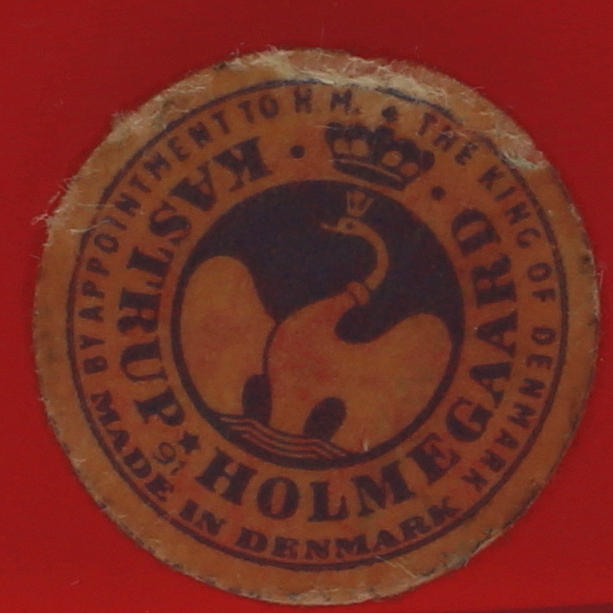 BY APPOINTMENT TO H.M. THE KING OF DENMARK
KASTRUP ★ HOLMEGAARD
MADE IN DENMARK